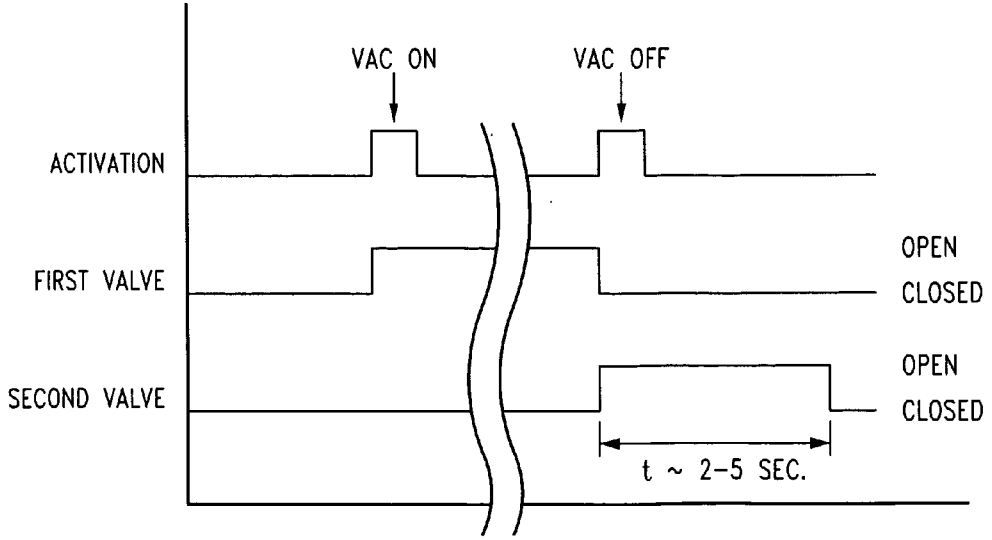 VAC ON
VAC OFF
ACTIVATION
FIRST VALVE
OPEN
CLOSED
SECOND VALVE
OPEN
CLOSED
t ~ 2-5 SEC.